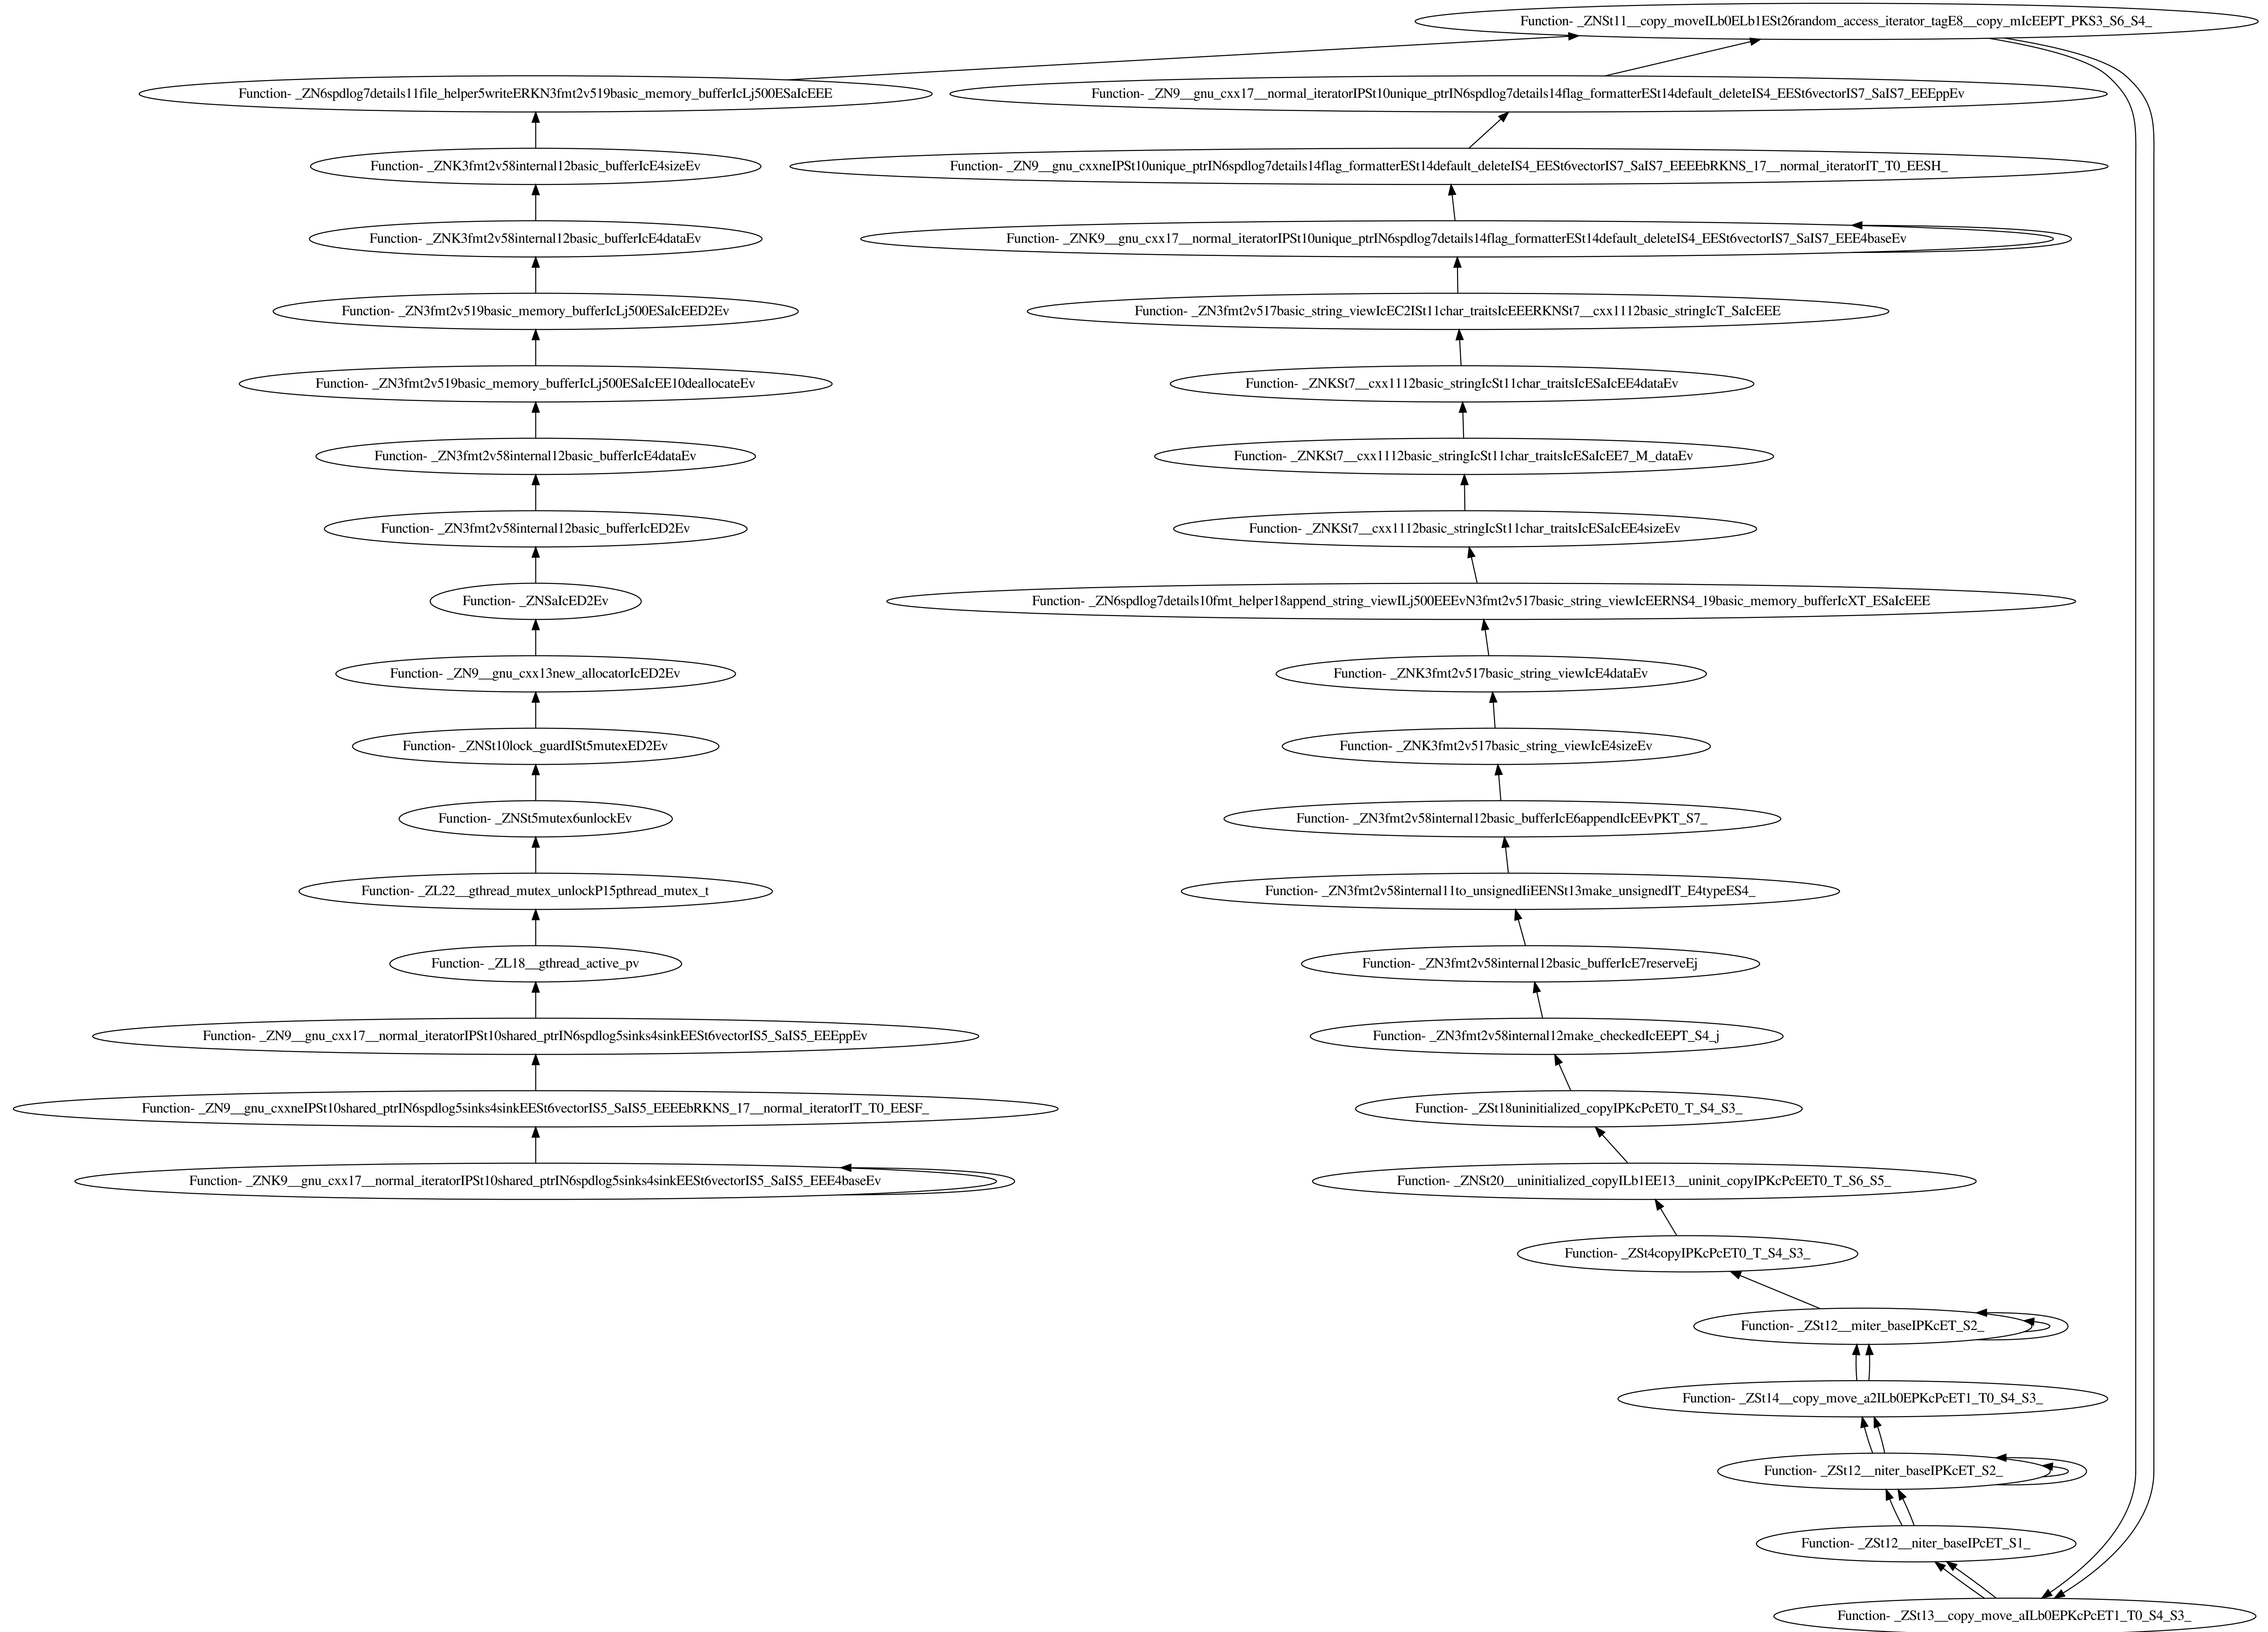 Function- _ZNSt11__copy_moveILb0ELb1ESt26random_access_iterator_tagE8__copy_mIcEEPT_PKS3_S6_S4_
Function- _ZN6spdlog7details11file_helper5writeERKN3fmt2v519basic_memory_bufferIcLj500ESaIcEEE
Function- _ZN9__gnu_cxx17__normal_iteratorIPSt10unique_ptrIN6spdlog7details14flag_formatterESt14default_deleteIS4_EESt6vectorIS7_SaIS7_EEEppEv
Function- _ZNK3fmt2v58internal12basic_bufferIcE4sizeEv
Function- _ZN9__gnu_cxxneIPSt10unique_ptrIN6spdlog7details14flag_formatterESt14default_deleteIS4_EESt6vectorIS7_SaIS7_EEEEbRKNS_17__normal_iteratorIT_T0_EESH_
Function- _ZNK3fmt2v58internal12basic_bufferIcE4dataEv
Function- _ZNK9__gnu_cxx17__normal_iteratorIPSt10unique_ptrIN6spdlog7details14flag_formatterESt14default_deleteIS4_EESt6vectorIS7_SaIS7_EEE4baseEv
Function- _ZN3fmt2v519basic_memory_bufferIcLj500ESaIcEED2Ev
Function- _ZN3fmt2v517basic_string_viewIcEC2ISt11char_traitsIcEEERKNSt7__cxx1112basic_stringIcT_SaIcEEE
Function- _ZN3fmt2v519basic_memory_bufferIcLj500ESaIcEE10deallocateEv
Function- _ZNKSt7__cxx1112basic_stringIcSt11char_traitsIcESaIcEE4dataEv
Function- _ZN3fmt2v58internal12basic_bufferIcE4dataEv
Function- _ZNKSt7__cxx1112basic_stringIcSt11char_traitsIcESaIcEE7_M_dataEv
Function- _ZN3fmt2v58internal12basic_bufferIcED2Ev
Function- _ZNKSt7__cxx1112basic_stringIcSt11char_traitsIcESaIcEE4sizeEv
Function- _ZNSaIcED2Ev
Function- _ZN6spdlog7details10fmt_helper18append_string_viewILj500EEEvN3fmt2v517basic_string_viewIcEERNS4_19basic_memory_bufferIcXT_ESaIcEEE
Function- _ZN9__gnu_cxx13new_allocatorIcED2Ev
Function- _ZNK3fmt2v517basic_string_viewIcE4dataEv
Function- _ZNSt10lock_guardISt5mutexED2Ev
Function- _ZNK3fmt2v517basic_string_viewIcE4sizeEv
Function- _ZNSt5mutex6unlockEv
Function- _ZN3fmt2v58internal12basic_bufferIcE6appendIcEEvPKT_S7_
Function- _ZL22__gthread_mutex_unlockP15pthread_mutex_t
Function- _ZN3fmt2v58internal11to_unsignedIiEENSt13make_unsignedIT_E4typeES4_
Function- _ZL18__gthread_active_pv
Function- _ZN3fmt2v58internal12basic_bufferIcE7reserveEj
Function- _ZN9__gnu_cxx17__normal_iteratorIPSt10shared_ptrIN6spdlog5sinks4sinkEESt6vectorIS5_SaIS5_EEEppEv
Function- _ZN3fmt2v58internal12make_checkedIcEEPT_S4_j
Function- _ZN9__gnu_cxxneIPSt10shared_ptrIN6spdlog5sinks4sinkEESt6vectorIS5_SaIS5_EEEEbRKNS_17__normal_iteratorIT_T0_EESF_
Function- _ZSt18uninitialized_copyIPKcPcET0_T_S4_S3_
Function- _ZNK9__gnu_cxx17__normal_iteratorIPSt10shared_ptrIN6spdlog5sinks4sinkEESt6vectorIS5_SaIS5_EEE4baseEv
Function- _ZNSt20__uninitialized_copyILb1EE13__uninit_copyIPKcPcEET0_T_S6_S5_
Function- _ZSt4copyIPKcPcET0_T_S4_S3_
Function- _ZSt12__miter_baseIPKcET_S2_
Function- _ZSt14__copy_move_a2ILb0EPKcPcET1_T0_S4_S3_
Function- _ZSt12__niter_baseIPKcET_S2_
Function- _ZSt12__niter_baseIPcET_S1_
Function- _ZSt13__copy_move_aILb0EPKcPcET1_T0_S4_S3_